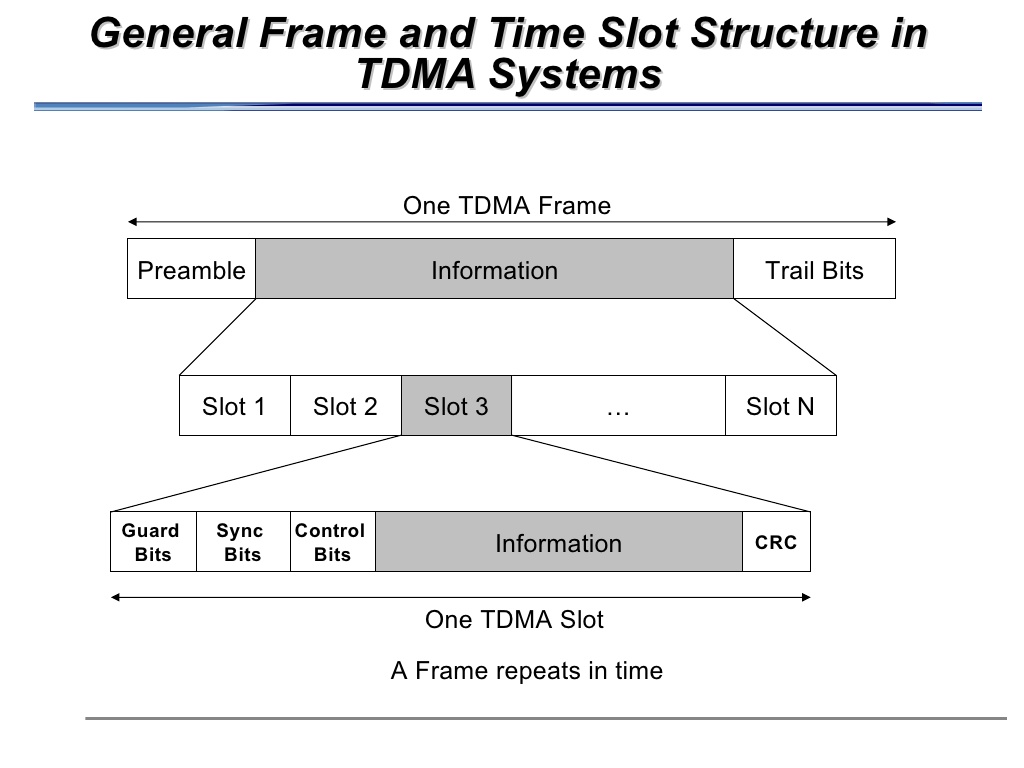 General Frame and Time Slot Structure in
TDMA Systems
One TDMA Frame
Preamble Information Trail Bits
Slot 1 Slot 2 Slot 3 … Slot N
Guard Bits Sync Bits Control Bits Information CRC
One TDMA Slot
A Frame repeats in time